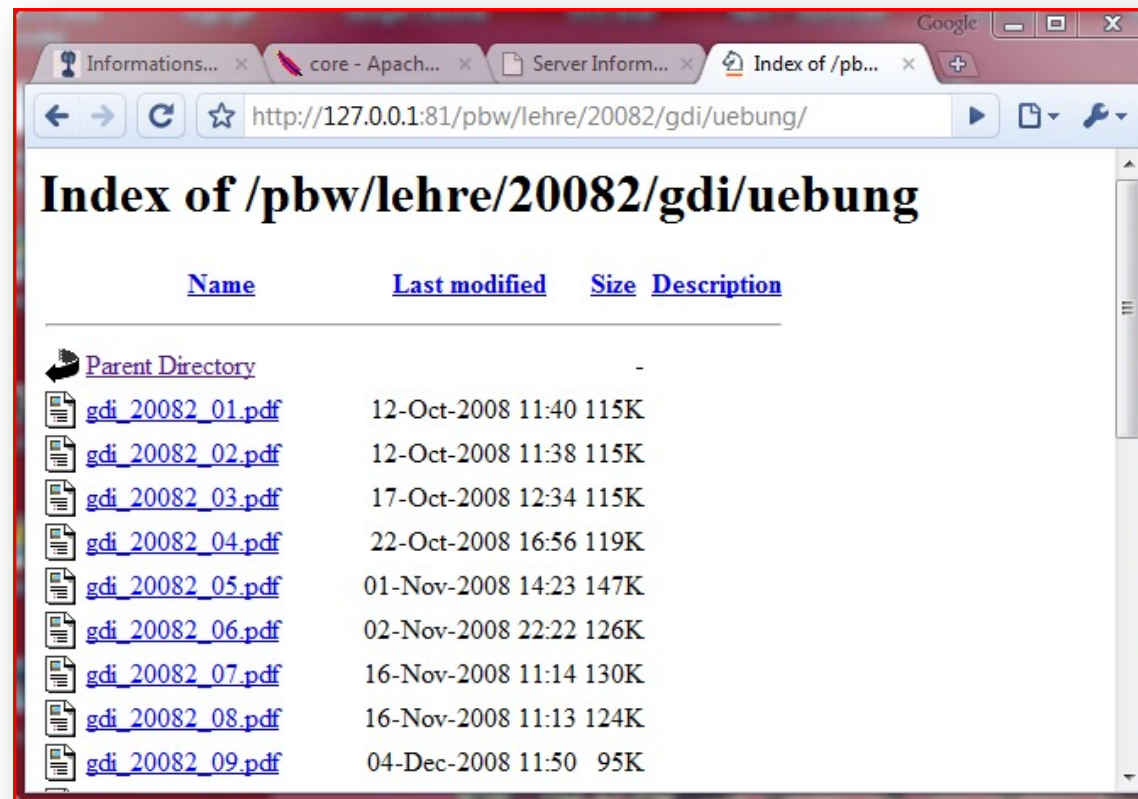 Google
Informations... core - Apach... Server Inform... Index of /pb...
http://127.0.0.1:81/pbw/lehre/20082/gdi/uebung/
Index of /pbw/lehre/20082/gdi/uebung
Name Last modified Size Description
Parent Directory -
gdi_20082_01.pdf 12-Oct-2008 11:40 115K
gdi_20082_02.pdf 12-Oct-2008 11:38 115K
gdi_20082_03.pdf 17-Oct-2008 12:34 115K
gdi_20082_04.pdf 22-Oct-2008 16:56 119K
gdi_20082_05.pdf 01-Nov-2008 14:23 147K
gdi_20082_06.pdf 02-Nov-2008 22:22 126K
gdi_20082_07.pdf 16-Nov-2008 11:14 130K
gdi_20082_08.pdf 16-Nov-2008 11:13 124K
gdi_20082_09.pdf 04-Dec-2008 11:50 95K